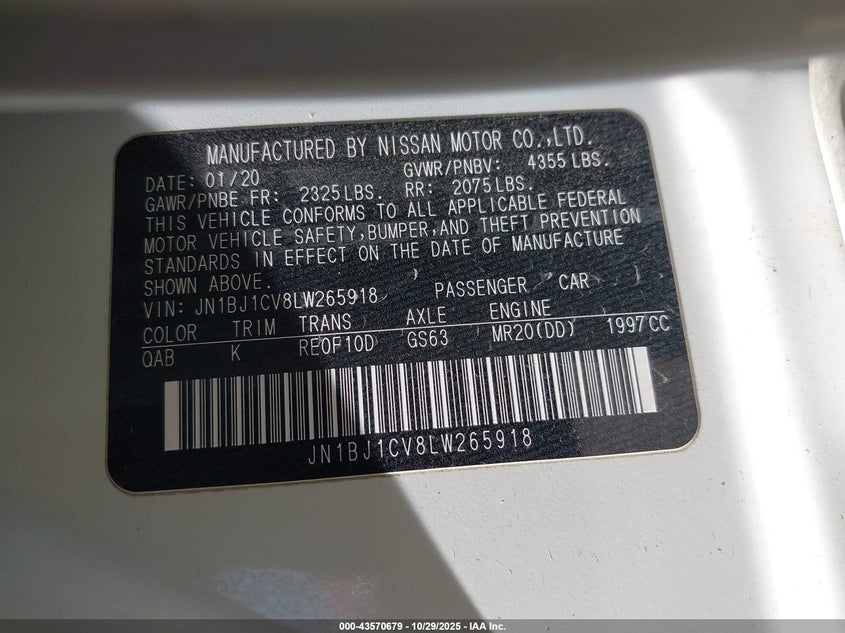 MANUFACTURED BY NISSAN MOTOR CO.,LTD.
DATE: 01/20 GVWR/PNBV: 4355 LBS.
GAWR/PNBE FR: 2325 LBS. RR: 2075 LBS.
THIS VEHICLE CONFORMS TO ALL APPLICABLE FEDERAL
MOTOR VEHICLE SAFETY, BUMPER, AND THEFT PREVENTION
STANDARDS IN EFFECT ON THE DATE OF MANUFACTURE
SHOWN ABOVE.
VIN: JN1BJ1CV8LW265918 PASSENGER CAR
COLOR TRIM TRANS AXLE ENGINE
QAB K RE0F10D GS63 MR20(DD) 1997CC
JN1BJ1CV8LW265918
000-43570679 - 10/29/2025 - IAA Inc.